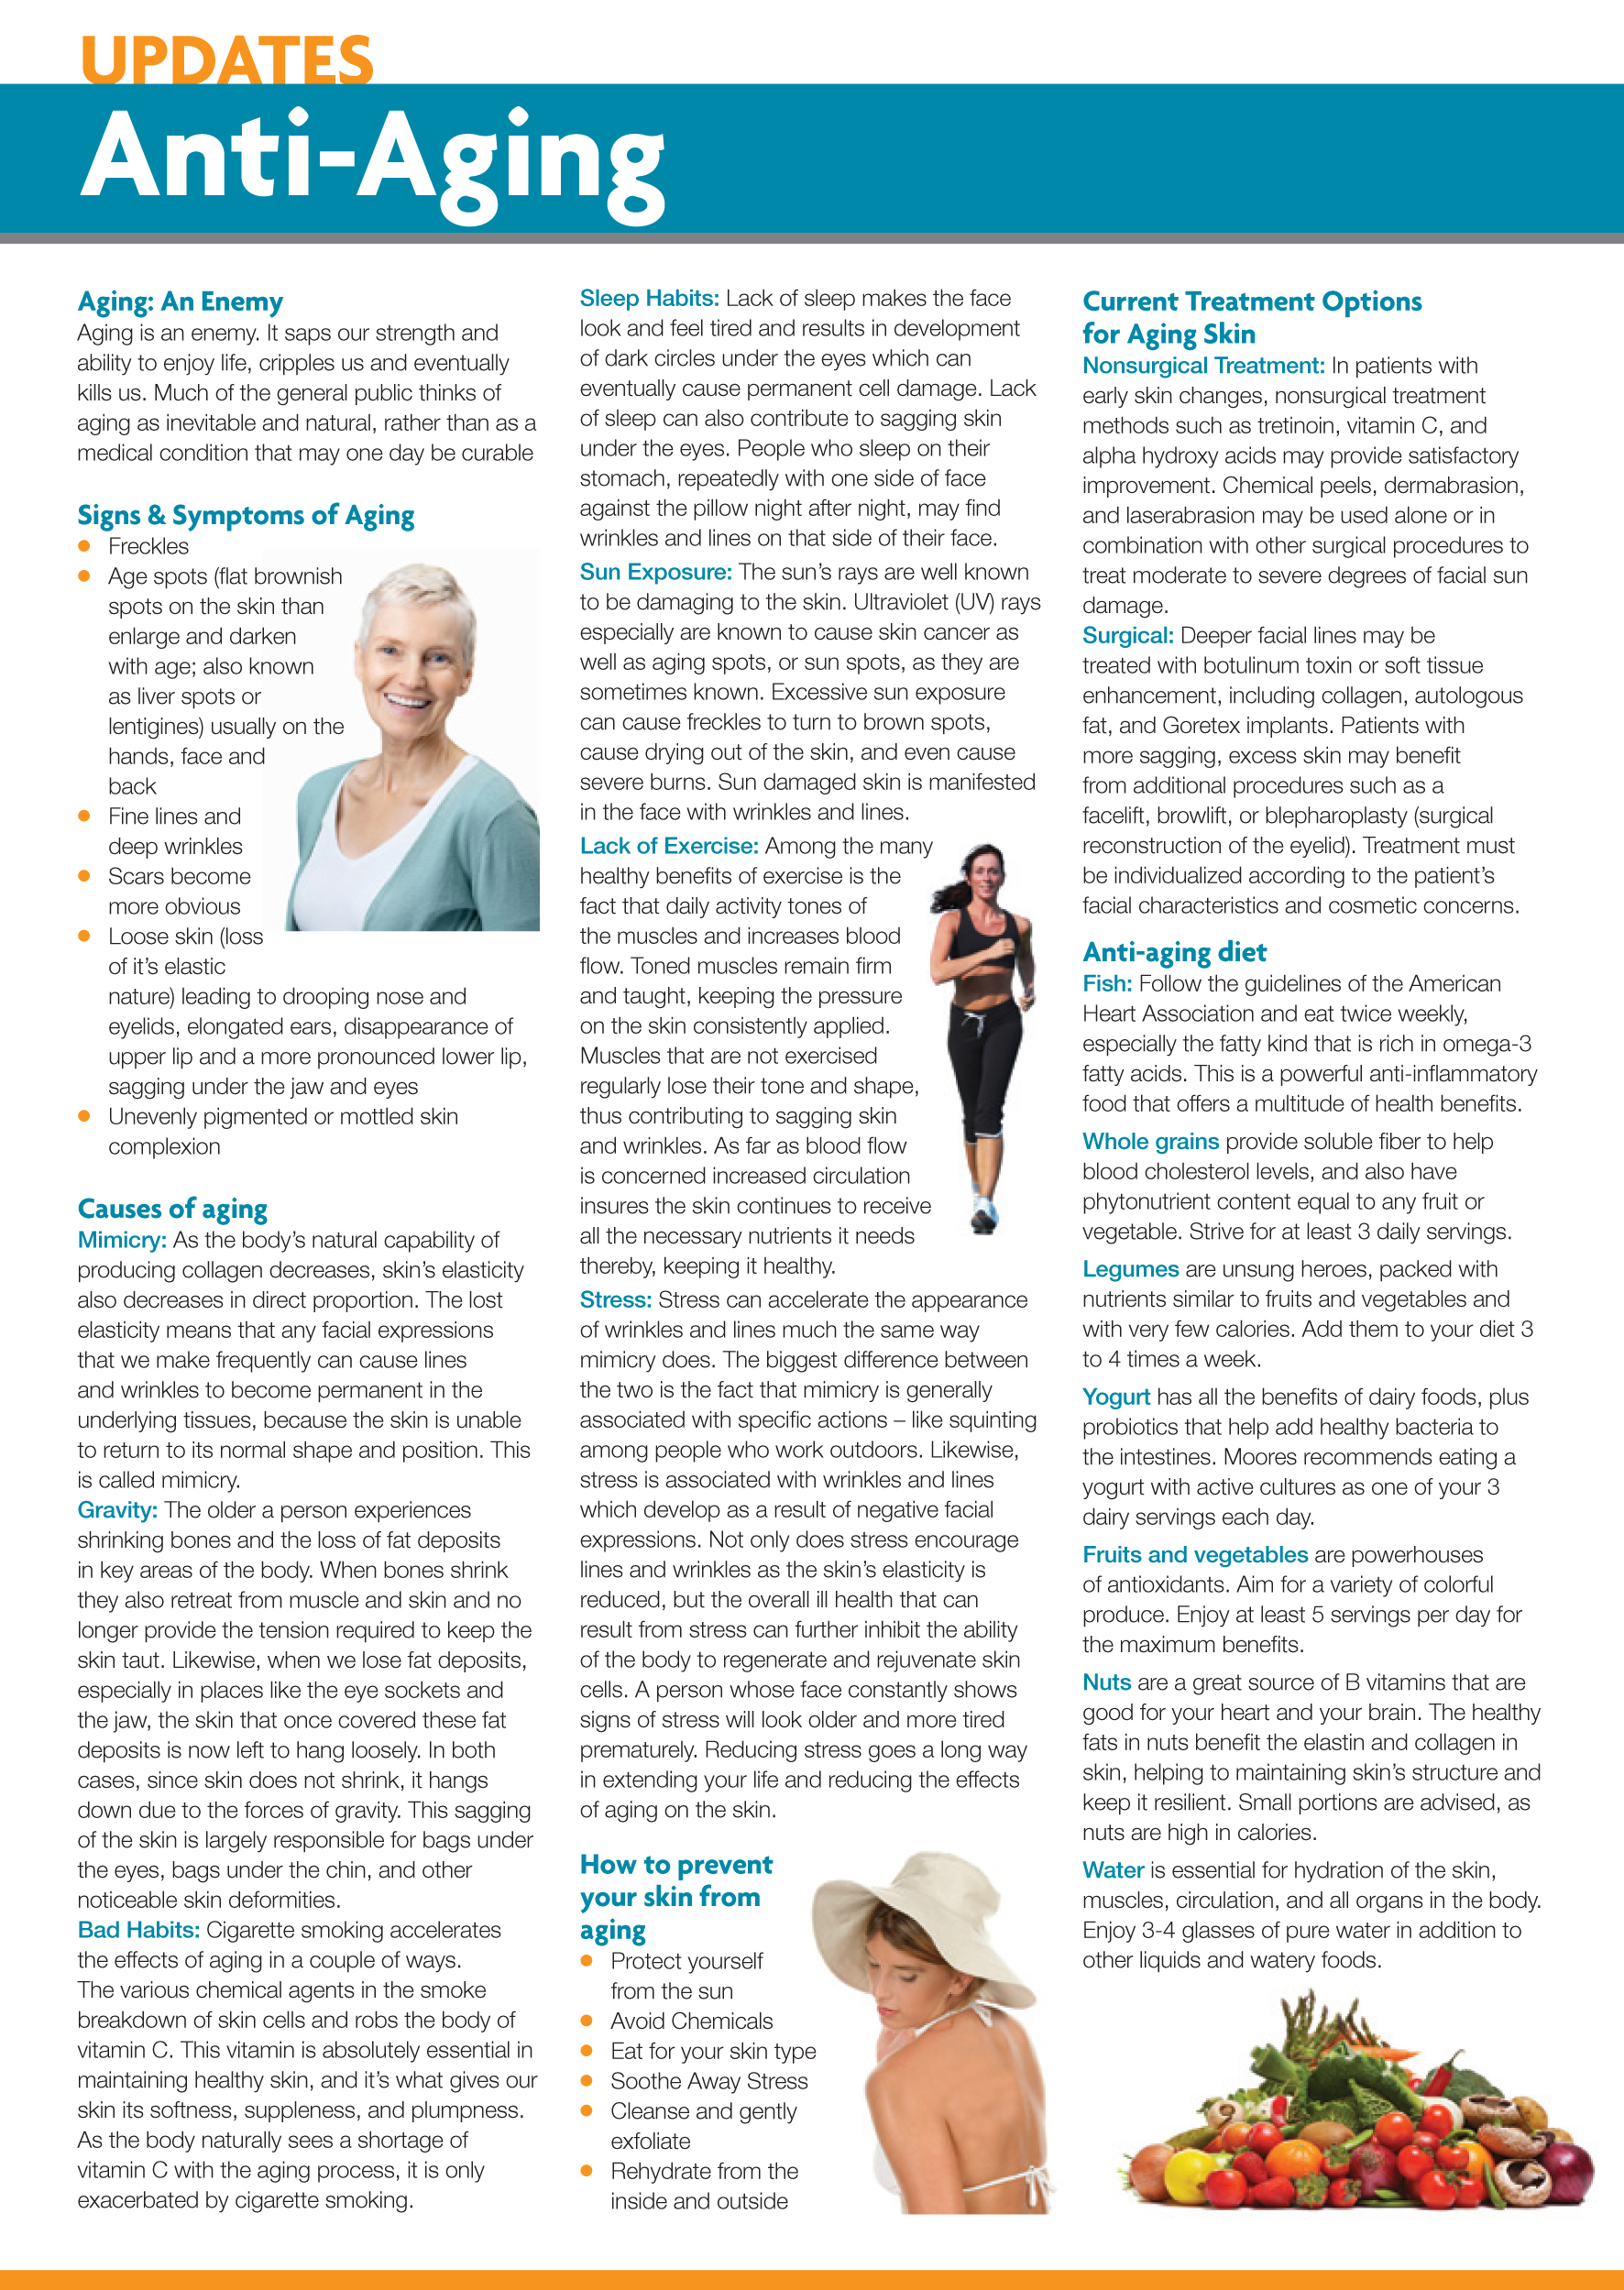 UPDATES
Anti-Aging
Aging: An Enemy
Aging is an enemy. It saps our strength and
ability to enjoy life, cripples us and eventually
kills us. Much of the general public thinks of
aging as inevitable and natural, rather than as a
medical condition that may one day be curable
Signs & Symptoms of Aging
Freckles
Age spots (flat brownish
spots on the skin than
enlarge and darken
with age; also known
as liver spots or
lentigines) usually on the
hands, face and
back
Fine lines and
deep wrinkles
Scars become
more obvious
Loose skin (loss
of it's elastic
nature) leading to drooping nose and
eyelids, elongated ears, disappearance of
upper lip and a more pronounced lower lip,
sagging under the jaw and eyes
Unevenly pigmented or mottled skin
complexion
Causes of aging
Mimicry: As the body's natural capability of
producing collagen decreases, skin's elasticity
also decreases in direct proportion. The lost
elasticity means that any facial expressions
that we make frequently can cause lines
and wrinkles to become permanent in the
underlying tissues, because the skin is unable
to return to its normal shape and position. This
is called mimicry.
Gravity: The older a person experiences
shrinking bones and the loss of fat deposits
in key areas of the body. When bones shrink
they also retreat from muscle and skin and no
longer provide the tension required to keep the
skin taut. Likewise, when we lose fat deposits,
especially in places like the eye sockets and
the jaw, the skin that once covered these fat
deposits is now left to hang loosely. In both
cases, since skin does not shrink, it hangs
down due to the forces of gravity. This sagging
of the skin is largely responsible for bags under
the eyes, bags under the chin, and other
noticeable skin deformities.
Bad Habits: Cigarette smoking accelerates
the effects of aging in a couple of ways.
The various chemical agents in the smoke
breakdown of skin cells and robs the body of
vitamin C. This vitamin is absolutely essential in
maintaining healthy skin, and it's what gives our
skin its softness, suppleness, and plumpness.
As the body naturally sees a shortage of
vitamin C with the aging process, it is only
exacerbated by cigarette smoking.
Sleep Habits: Lack of sleep makes the face
look and feel tired and results in development
of dark circles under the eyes which can
eventually cause permanent cell damage. Lack
of sleep can also contribute to sagging skin
under the eyes. People who sleep on their
stomach, repeatedly with one side of face
against the pillow night after night, may find
wrinkles and lines on that side of their face.
Sun Exposure: The sun's rays are well known
to be damaging to the skin. Ultraviolet (UV) rays
especially are known to cause skin cancer as
well as aging spots, or sun spots, as they are
sometimes known. Excessive sun exposure
can cause freckles to turn to brown spots,
cause drying out of the skin, and even cause
severe burns. Sun damaged skin is manifested
in the face with wrinkles and lines.
Lack of Exercise: Among the many
healthy benefits of exercise is the
fact that daily activity tones of
the muscles and increases blood
flow. Toned muscles remain firm
and taught, keeping the pressure
on the skin consistently applied.
Muscles that are not exercised
regularly lose their tone and shape,
thus contributing to sagging skin
and wrinkles. As far as blood flow
is concerned increased circulation
insures the skin continues to receive
all the necessary nutrients it needs
thereby, keeping it healthy.
Stress: Stress can accelerate the appearance
of wrinkles and lines much the same way
mimicry does. The biggest difference between
the two is the fact that mimicry is generally
associated with specific actions – like squinting
among people who work outdoors. Likewise,
stress is associated with wrinkles and lines
which develop as a result of negative facial
expressions. Not only does stress encourage
lines and wrinkles as the skin's elasticity is
reduced, but the overall ill health that can
result from stress can further inhibit the ability
of the body to regenerate and rejuvenate skin
cells. A person whose face constantly shows
signs of stress will look older and more tired
prematurely. Reducing stress goes a long way
in extending your life and reducing the effects
of aging on the skin.
How to prevent
your skin from
aging
Protect yourself
from the sun
Avoid Chemicals
Eat for your skin type
Soothe Away Stress
Cleanse and gently
exfoliate
Rehydrate from the
inside and outside
Current Treatment Options
for Aging Skin
Nonsurgical Treatment: In patients with
early skin changes, nonsurgical treatment
methods such as tretinoin, vitamin C, and
alpha hydroxy acids may provide satisfactory
improvement. Chemical peels, dermabrasion,
and laserabrasion may be used alone or in
combination with other surgical procedures to
treat moderate to severe degrees of facial sun
damage.
Surgical: Deeper facial lines may be
treated with botulinum toxin or soft tissue
enhancement, including collagen, autologous
fat, and Goretex implants. Patients with
more sagging, excess skin may benefit
from additional procedures such as a
facelift, browlift, or blepharoplasty (surgical
reconstruction of the eyelid). Treatment must
be individualized according to the patient's
facial characteristics and cosmetic concerns.
Anti-aging diet
Fish: Follow the guidelines of the American
Heart Association and eat twice weekly,
especially the fatty kind that is rich in omega-3
fatty acids. This is a powerful anti-inflammatory
food that offers a multitude of health benefits.
Whole grains provide soluble fiber to help
blood cholesterol levels, and also have
phytonutrient content equal to any fruit or
vegetable. Strive for at least 3 daily servings.
Legumes are unsung heroes, packed with
nutrients similar to fruits and vegetables and
with very few calories. Add them to your diet 3
to 4 times a week.
Yogurt has all the benefits of dairy foods, plus
probiotics that help add healthy bacteria to
the intestines. Moores recommends eating a
yogurt with active cultures as one of your 3
dairy servings each day.
Fruits and vegetables are powerhouses
of antioxidants. Aim for a variety of colorful
produce. Enjoy at least 5 servings per day for
the maximum benefits.
Nuts are a great source of B vitamins that are
good for your heart and your brain. The healthy
fats in nuts benefit the elastin and collagen in
skin, helping to maintaining skin's structure and
keep it resilient. Small portions are advised, as
nuts are high in calories.
Water is essential for hydration of the skin,
muscles, circulation, and all organs in the body.
Enjoy 3-4 glasses of pure water in addition to
other liquids and watery foods.